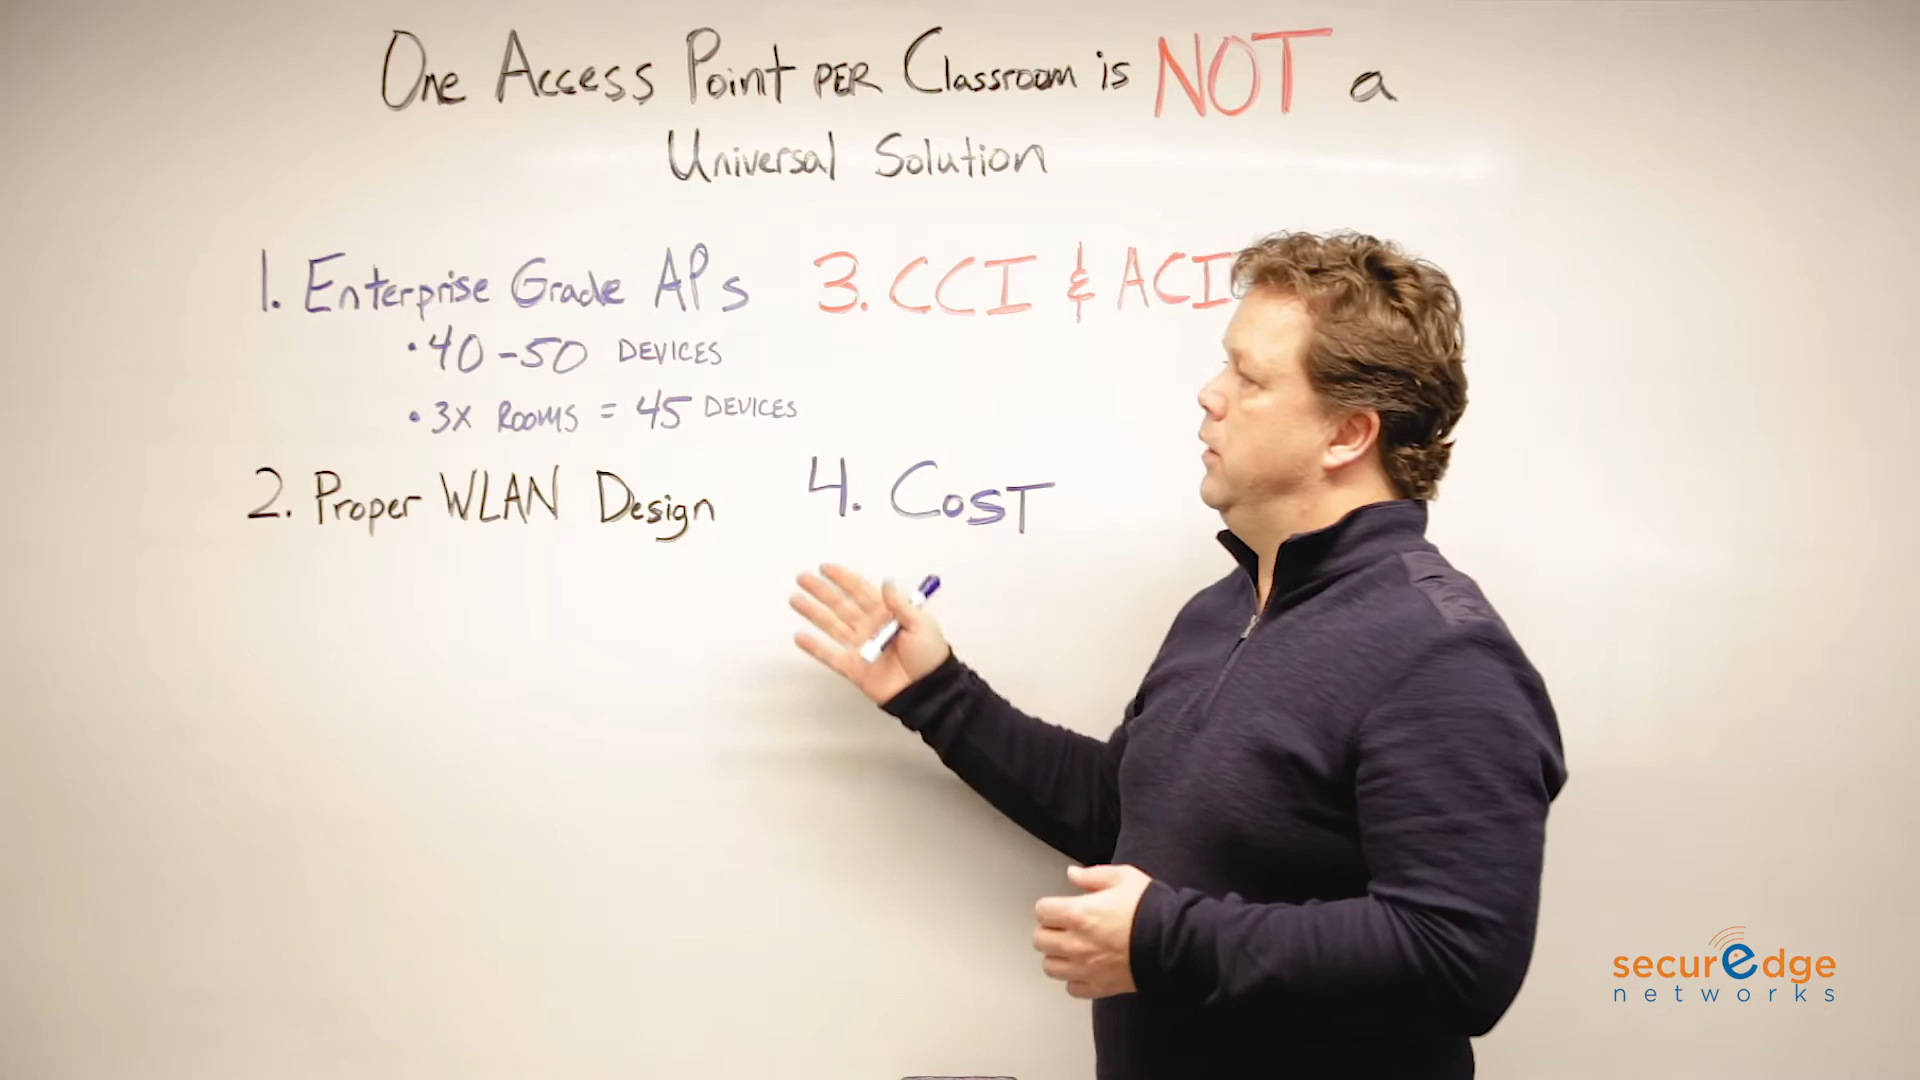 One Access Point PER Classroom is NOT a
Universal Solution
1. Enterprise Grade APs
• 40-50 DEVICES
• 3x Rooms = 45 DEVICES
2. Proper WLAN Design
3. CCI & ACI
4. COST
securEdge
networks